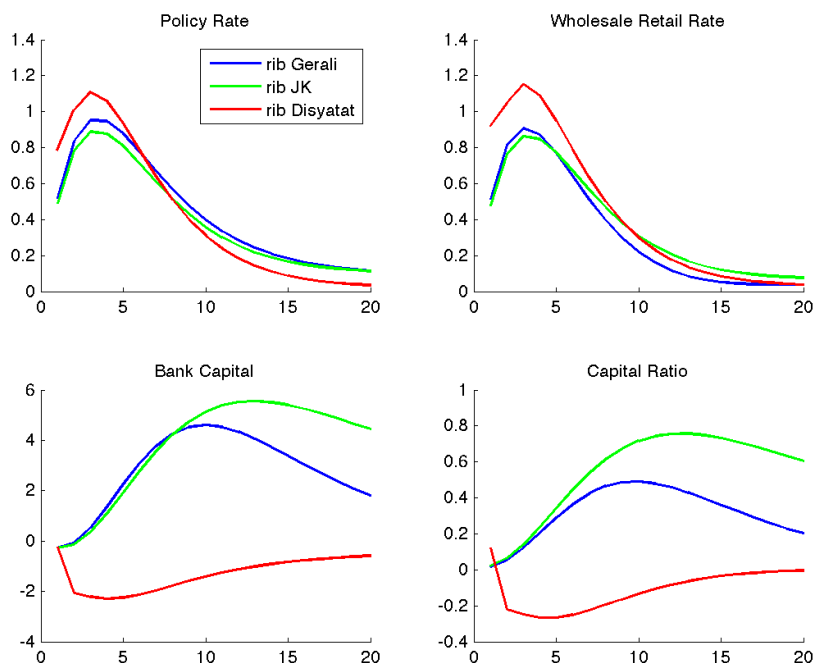 Policy Rate
1.4
1.2
1
0.8
0.6
0.4
0.2
0
0 5 10 15 20
rib Gerali
rib JK
rib Disyatat
Wholesale Retail Rate
1.4
1.2
1
0.8
0.6
0.4
0.2
0
0 5 10 15 20
Bank Capital
6
4
2
0
-2
-4
0 5 10 15 20
Capital Ratio
1
0.8
0.6
0.4
0.2
0
-0.2
-0.4
0 5 10 15 20